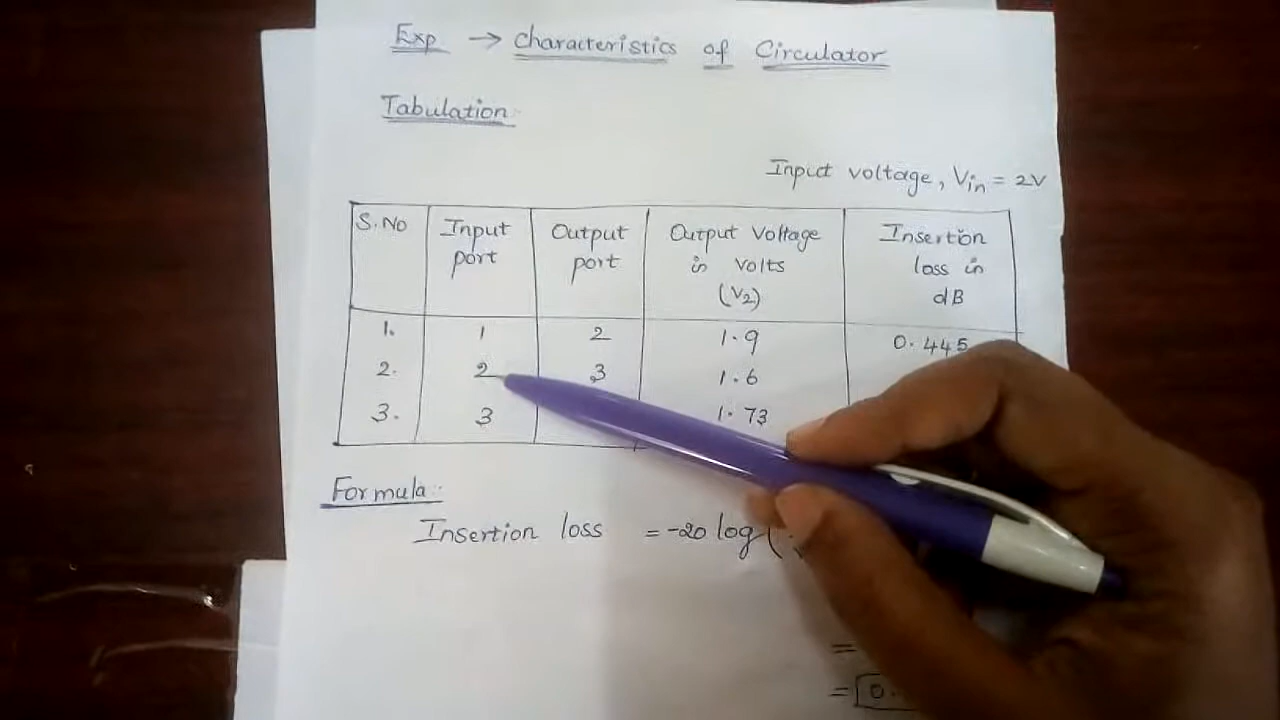 Exp → Characteristics of Circulator
Tabulation:
Input voltage, Vin = 2V
S.No Input port Output port Output Voltage in Volts (V2) Insertion loss in dB
1. 1 2 1.9 0.445
2. 2 3 1.6
3. 3 1.73
Formula:
Insertion loss = -20 log (
=
= 0.